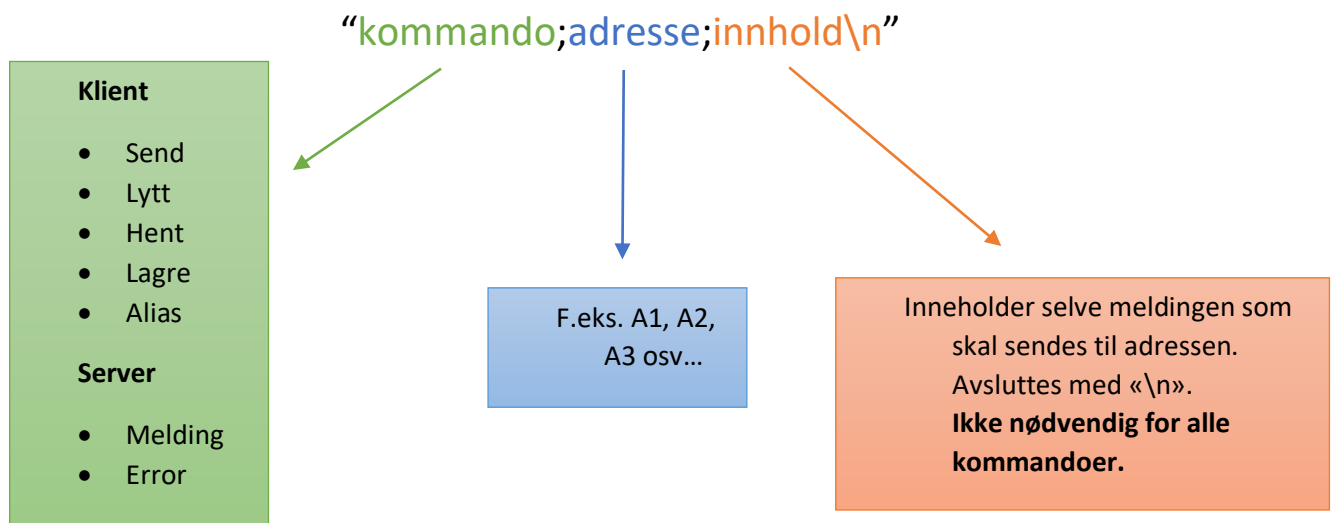 “kommando;adresse;innhold\n”
Klient
• Send
• Lytt
• Hent
• Lagre
• Alias
Server
• Melding
• Error
F.eks. A1, A2,
A3 osv…
Inneholder selve meldingen som
skal sendes til adressen.
Avsluttes med «\n».
Ikke nødvendig for alle
kommandoer.